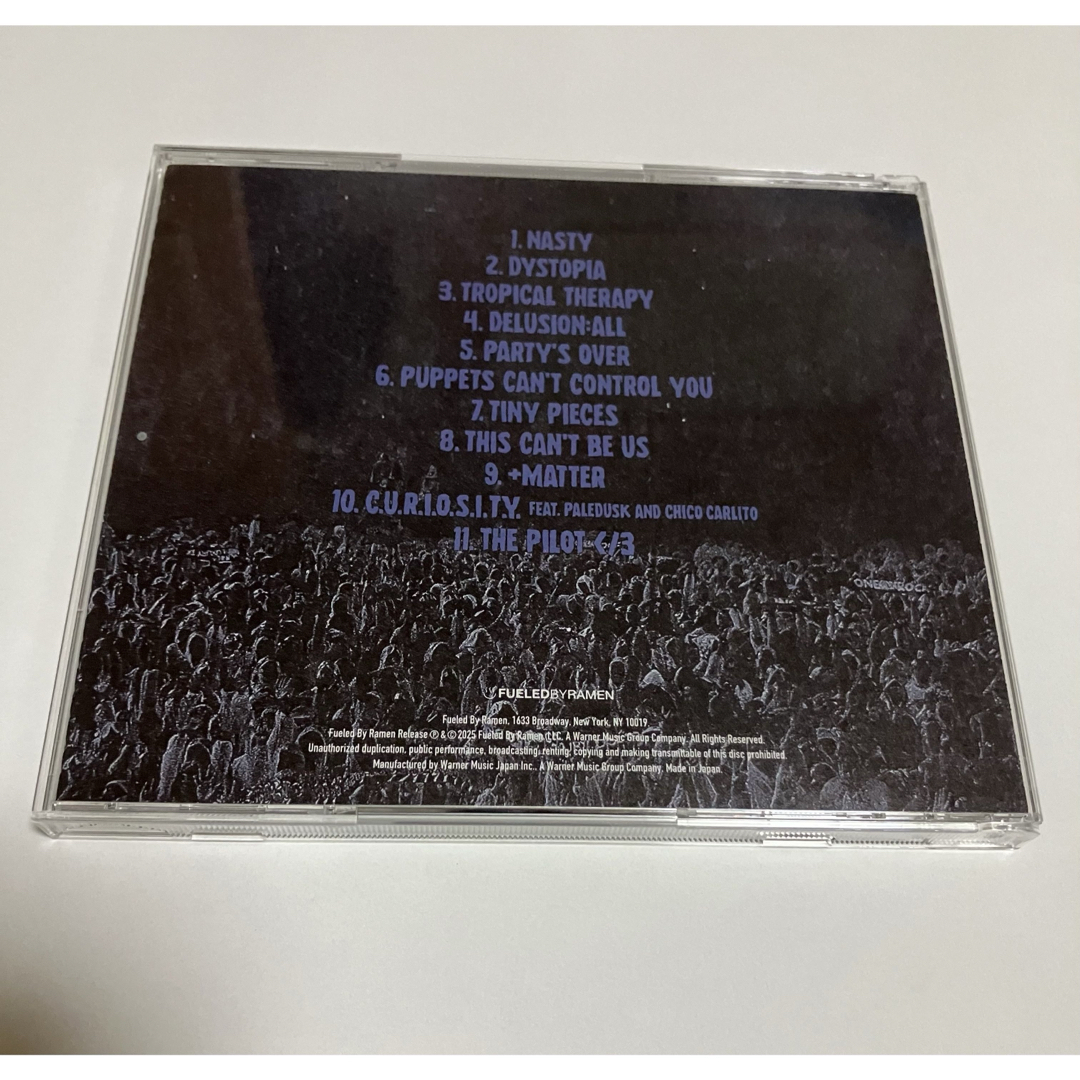 1. NASTY
2. DYSTOPIA
3. TROPICAL THERAPY
4. DELUSION:ALL
5. PARTY'S OVER
6. PUPPETS CAN'T CONTROL YOU
7. TINY PIECES
8. THIS CAN'T BE US
9. +MATTER
10. C.U.R.I.O.S.I.T.Y. FEAT. PALEDUSK AND CHICO CARLITO
11. THE PILOT </3
FUELEDBYRAMEN
Fueled By Ramen, 1633 Broadway, New York, NY 10019
Fueled By Ramen Release ℗ & © 2025 Fueled By Ramen LLC. A Warner Music Group Company. All Rights Reserved.
Unauthorized duplication, public performance, broadcasting, renting, copying and making transmittable of this disc prohibited.
Manufactured by Warner Music Japan Inc., A Warner Music Group Company. Made in Japan.